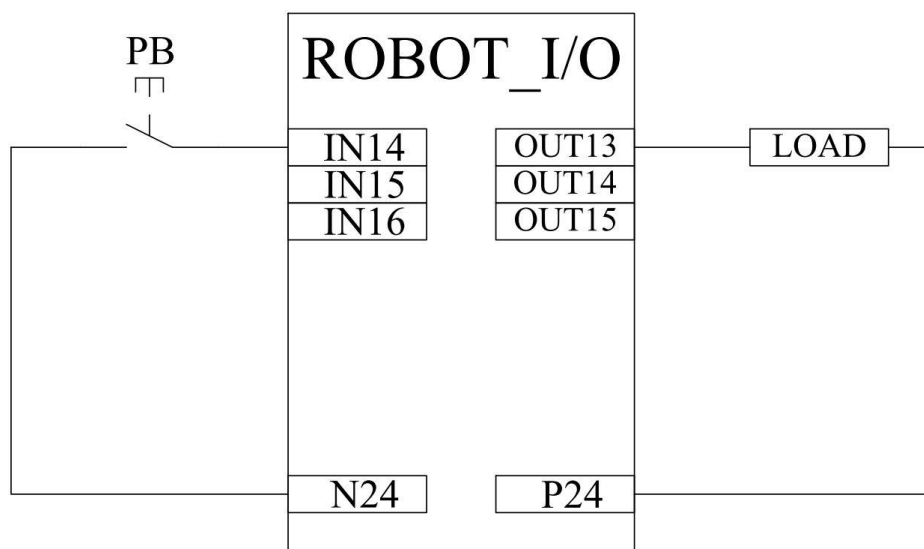 PB
ROBOT_I/O
IN14
OUT13
LOAD
IN15
OUT14
IN16
OUT15
N24
P24